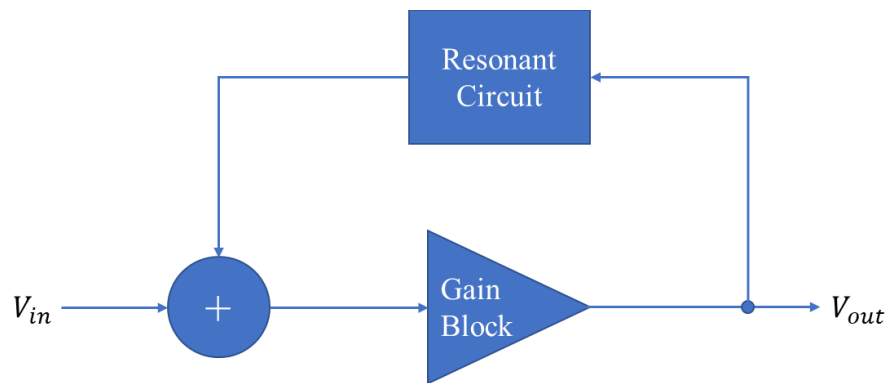 Resonant
Circuit
V_in
+
Gain
Block
V_out